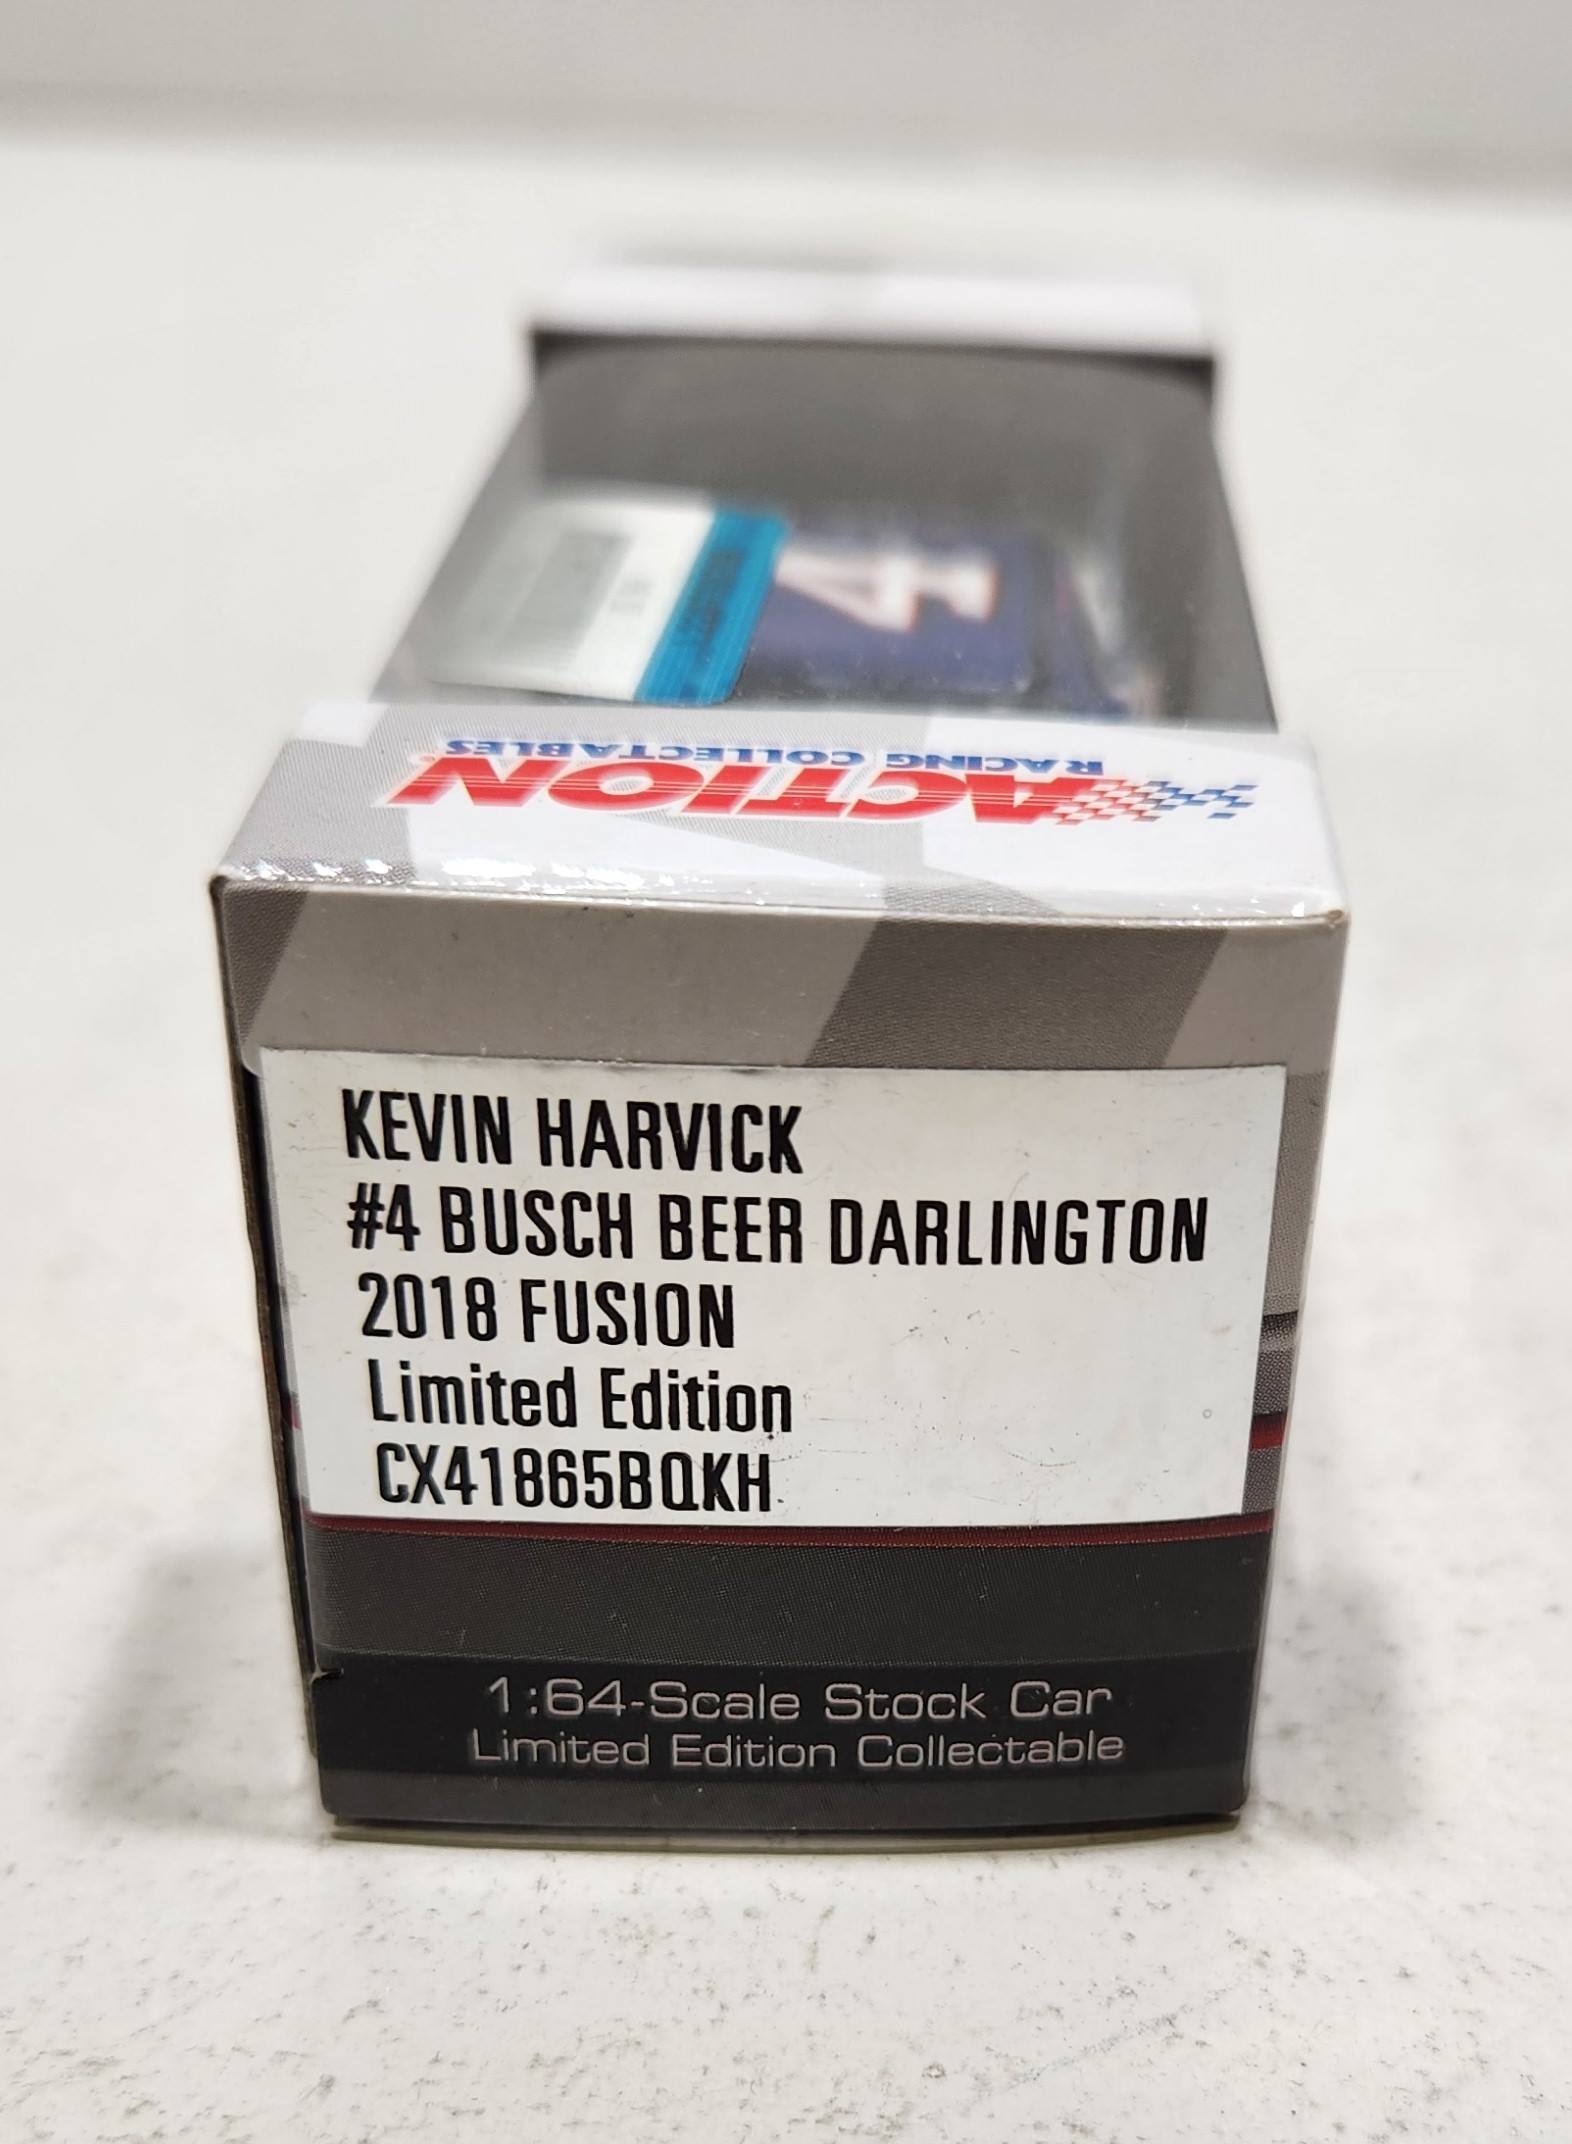 4
RACING COLLECTABLES
ACTION
KEVIN HARVICK
#4 BUSCH BEER DARLINGTON
2018 FUSION
Limited Edition
CX41865BQKH
1:64-Scale Stock Car
Limited Edition Collectable